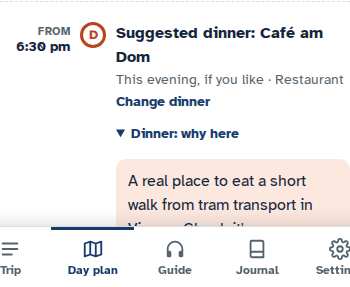 FROM
6:30 pm
D
Suggested dinner: Café am
Dom
This evening, if you like · Restaurant
Change dinner
▼ Dinner: why here
A real place to eat a short
walk from tram transport in
Trip
Day plan
Guide
Journal